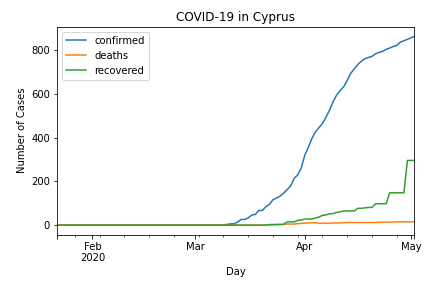 COVID-19 in Cyprus
confirmed
deaths
recovered
Number of Cases
800
600
400
200
0
Feb
2020
Mar
Apr
May
Day